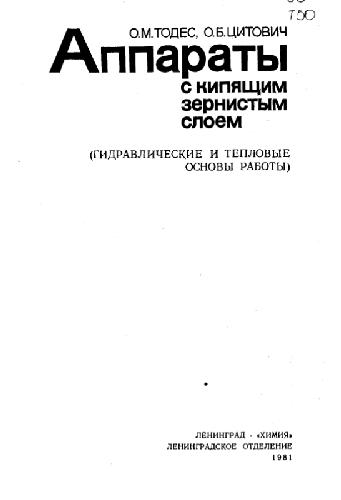 Т50
О.М.ТОДЕС, О.Б.ЦИТОВИЧ
Аппараты
с кипящим
зернистым
слоем
(ГИДРАВЛИЧЕСКИЕ И ТЕПЛОВЫЕ
ОСНОВЫ РАБОТЫ)
ЛЕНИНГРАД · «ХИМИЯ»
ЛЕНИНГРАДСКОЕ ОТДЕЛЕНИЕ
1981